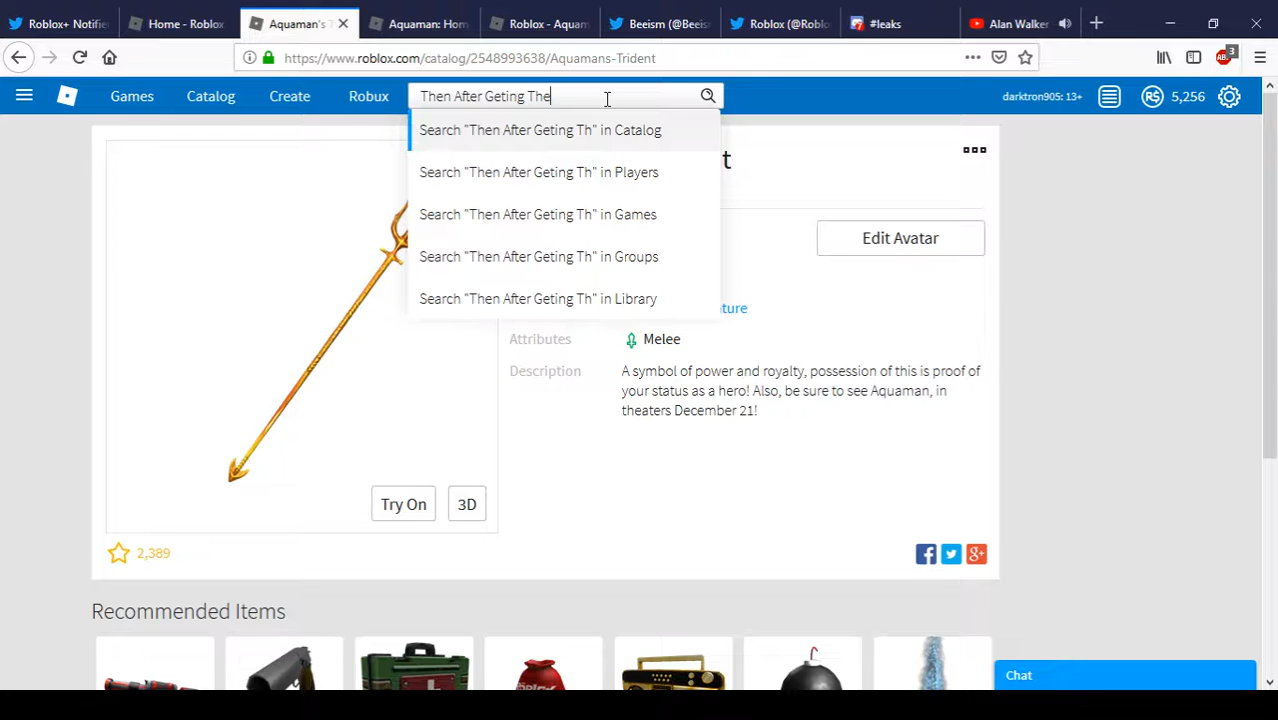 Roblox+ Notifie
Home - Roblox
Aquaman's T
Aquaman: Hom
Roblox - Aquam
Beeism (@Beeis
Roblox (@Roblo
#leaks
Alan Walker
https://www.roblox.com/catalog/2548993638/Aquamans-Trident
3
Games
Catalog
Create
Robux
Then After Geting The
darktron905: 13+
5,256
Search "Then After Geting Th" in Catalog
Search "Then After Geting Th" in Players
Search "Then After Geting Th" in Games
Search "Then After Geting Th" in Groups
Search "Then After Geting Th" in Library
t
Edit Avatar
ture
Attributes
Melee
Description
A symbol of power and royalty, possession of this is proof of
your status as a hero! Also, be sure to see Aquaman, in
theaters December 21!
Try On
3D
2,389
Recommended Items
Chat